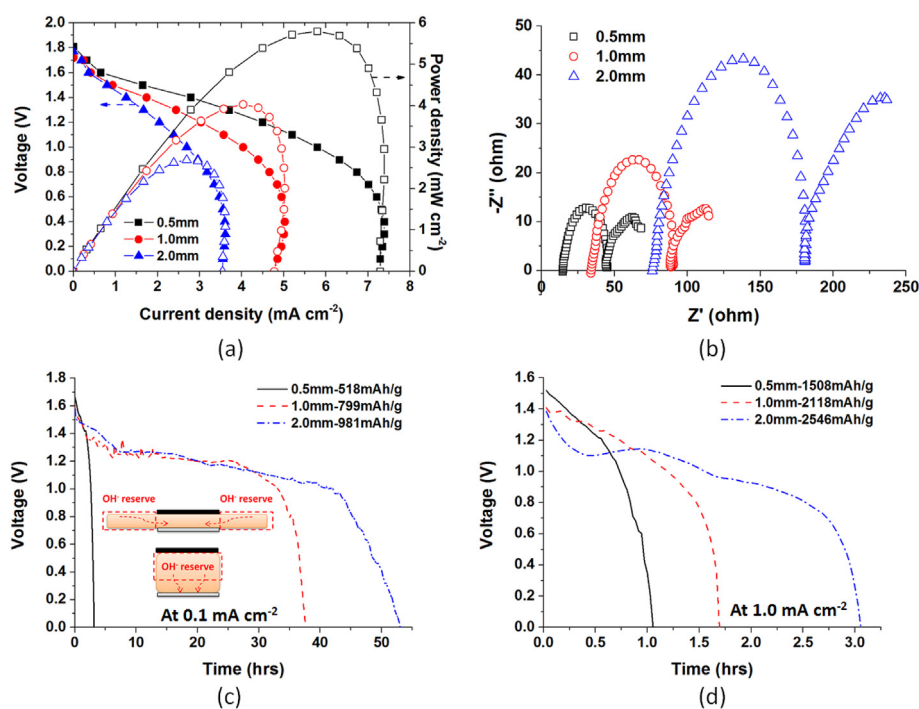 2.0
1.8
1.6
1.4
1.2
1.0
0.8
0.6
0.4
0.2
0.0
Voltage (V)
0.5mm
1.0mm
2.0mm
6
5
4
3
2
1
0
Power density (mW cm-2)
0 1 2 3 4 5 6 7 8
Current density (mA cm-2)
(a)
50
40
30
20
10
0
-Z'' (ohm)
0.5mm
1.0mm
2.0mm
0 50 100 150 200 250
Z' (ohm)
(b)
1.8
1.6
1.4
1.2
1.0
0.8
0.6
0.4
0.2
0.0
Voltage (V)
0.5mm-518mAh/g
1.0mm-799mAh/g
2.0mm-981mAh/g
OH- reserve OH- reserve
OH- reserve
At 0.1 mA cm-2
0 10 20 30 40 50
Time (hrs)
(c)
1.8
1.6
1.4
1.2
1.0
0.8
0.6
0.4
0.2
0.0
Voltage (V)
0.5mm-1508mAh/g
1.0mm-2118mAh/g
2.0mm-2546mAh/g
At 1.0 mA cm-2
0.0 0.5 1.0 1.5 2.0 2.5 3.0
Time (hrs)
(d)